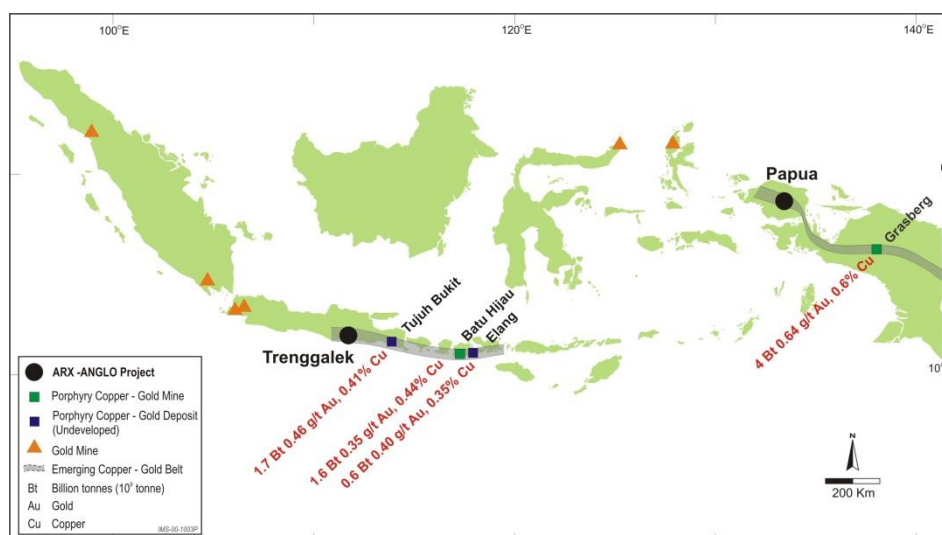 100°E
120°E
140°E
Papua
Grasberg
4 Bt 0.64 g/t Au, 0.6% Cu
Tujuh Bukit
Batu Hijau
Elang
Trenggalek
1.7 Bt 0.46 g/t Au, 0.41% Cu
1.6 Bt 0.35 g/t Au, 0.44% Cu
0.6 Bt 0.40 g/t Au, 0.35% Cu
ARX -ANGLO Project
Porphyry Copper - Gold Mine
Porphyry Copper - Gold Deposit
(Undeveloped)
Gold Mine
Emerging Copper - Gold Belt
Bt Billion tonnes (10⁹ tonne)
Au Gold
Cu Copper
IMS-00-1003P
N
200 Km
10°